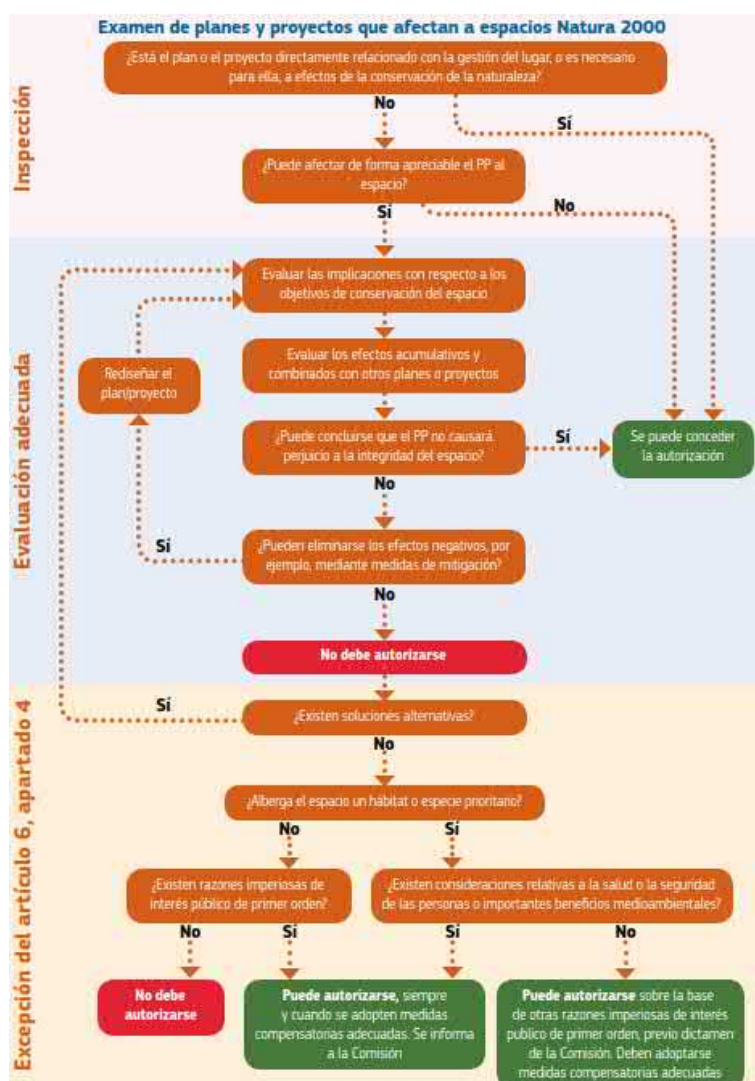 Examen de planes y proyectos que afectan a espacios Natura 2000
Inspección
¿Está el plan o el proyecto directamente relacionado con la gestión del lugar, o es necesario
para ella, a efectos de la conservación de la naturaleza?
No
Sí
¿Puede afectar de forma apreciable el PP al
espacio?
No
Sí
Evaluación adecuada
Evaluar las implicaciones con respecto a los
objetivos de conservación del espacio
Evaluar los efectos acumulativos y
combinados con otros planes o proyectos
Rediseñar el
plan/proyecto
¿Puede concluirse que el PP no causará
perjuicio a la integridad del espacio?
Sí
Se puede conceder
la autorización
No
¿Pueden eliminarse los efectos negativos, por
ejemplo, mediante medidas de mitigación?
Sí
No
No debe autorizarse
Excepción del artículo 6, apartado 4
Sí
¿Existen soluciones alternativas?
No
¿Alberga el espacio un hábitat o especie prioritario?
No
Sí
¿Existen razones imperiosas de
interés público de primer orden?
¿Existen consideraciones relativas a la salud o la seguridad
de las personas o importantes beneficios medioambientales?
No
Sí
Sí
No
No debe
autorizarse
Puede autorizarse, siempre
y cuando se adopten medidas
compensatorias adecuadas. Se informa
a la Comisión
Puede autorizarse sobre la base
de otras razones imperiosas de interés
público de primer orden, previo dictamen
de la Comisión. Deben adoptarse
medidas compensatorias adecuadas